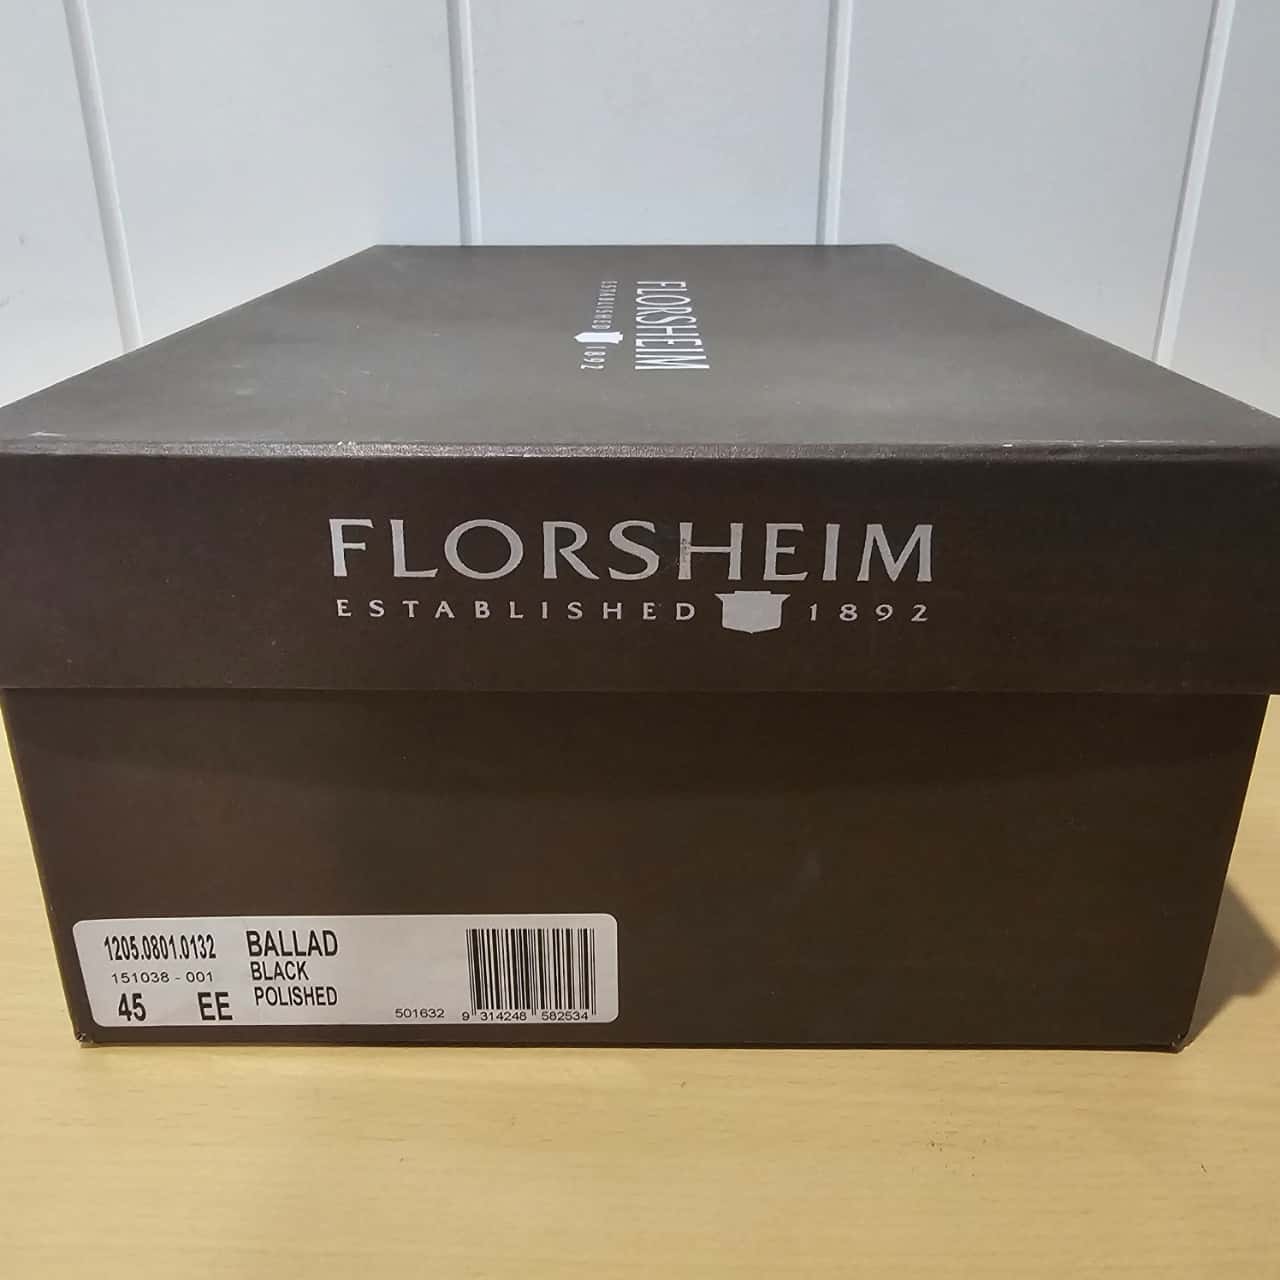 FLORSHEIM
ESTABLISHED 1892
FLORSHEIM
ESTABLISHED 1892
1205.0801.0132 BALLAD
151038 - 001 BLACK
45 EE POLISHED
501632 9 314248 582534